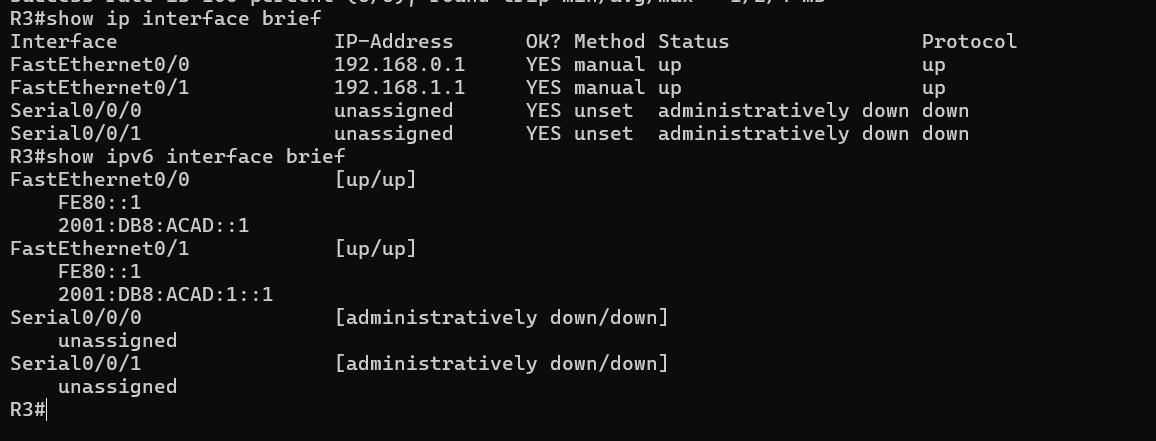 R3#show ip interface brief
Interface                  IP-Address      OK? Method Status                Protocol
FastEthernet0/0            192.168.0.1     YES manual up                    up
FastEthernet0/1            192.168.1.1     YES manual up                    up
Serial0/0/0                unassigned      YES unset  administratively down down
Serial0/0/1                unassigned      YES unset  administratively down down
R3#show ipv6 interface brief
FastEthernet0/0            [up/up]
    FE80::1
    2001:DB8:ACAD::1
FastEthernet0/1            [up/up]
    FE80::1
    2001:DB8:ACAD:1::1
Serial0/0/0                [administratively down/down]
    unassigned
Serial0/0/1                [administratively down/down]
    unassigned
R3#